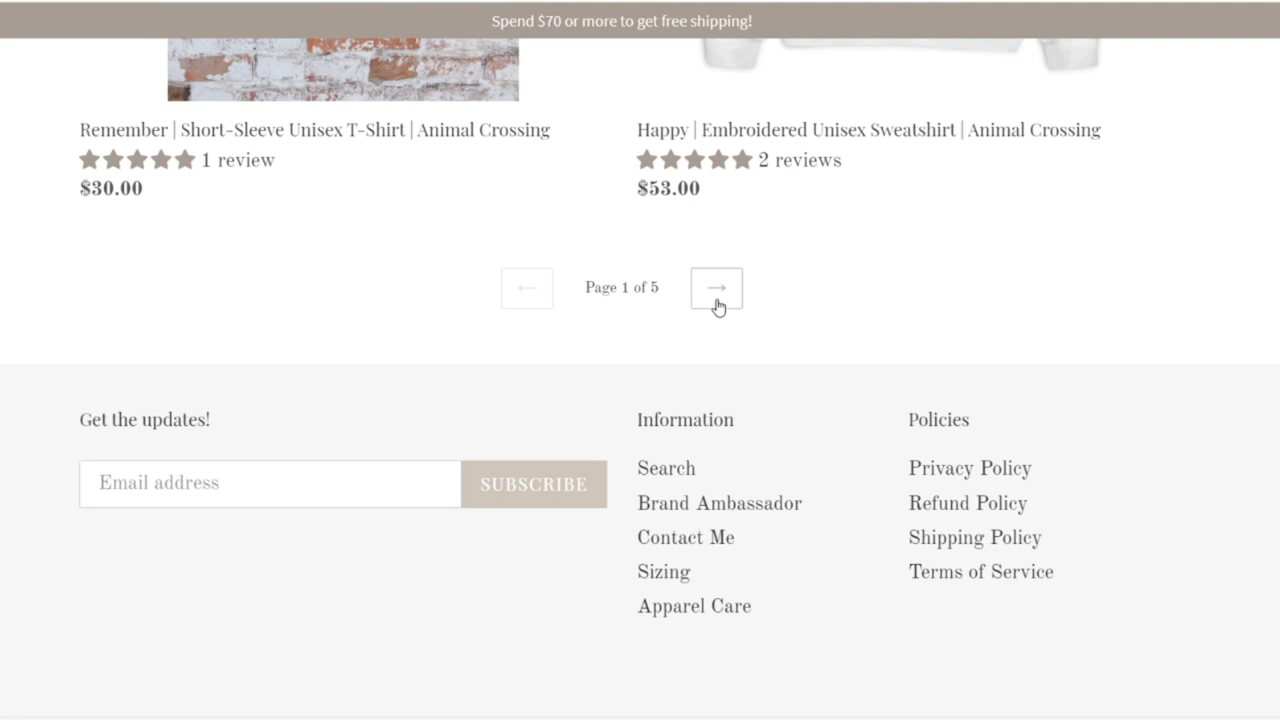 Spend $70 or more to get free shipping!
Remember | Short-Sleeve Unisex T-Shirt | Animal Crossing
1 review
$30.00
Happy | Embroidered Unisex Sweatshirt | Animal Crossing
2 reviews
$53.00
Page 1 of 5
Get the updates!
Email address
SUBSCRIBE
Information
Search
Brand Ambassador
Contact Me
Sizing
Apparel Care
Policies
Privacy Policy
Refund Policy
Shipping Policy
Terms of Service